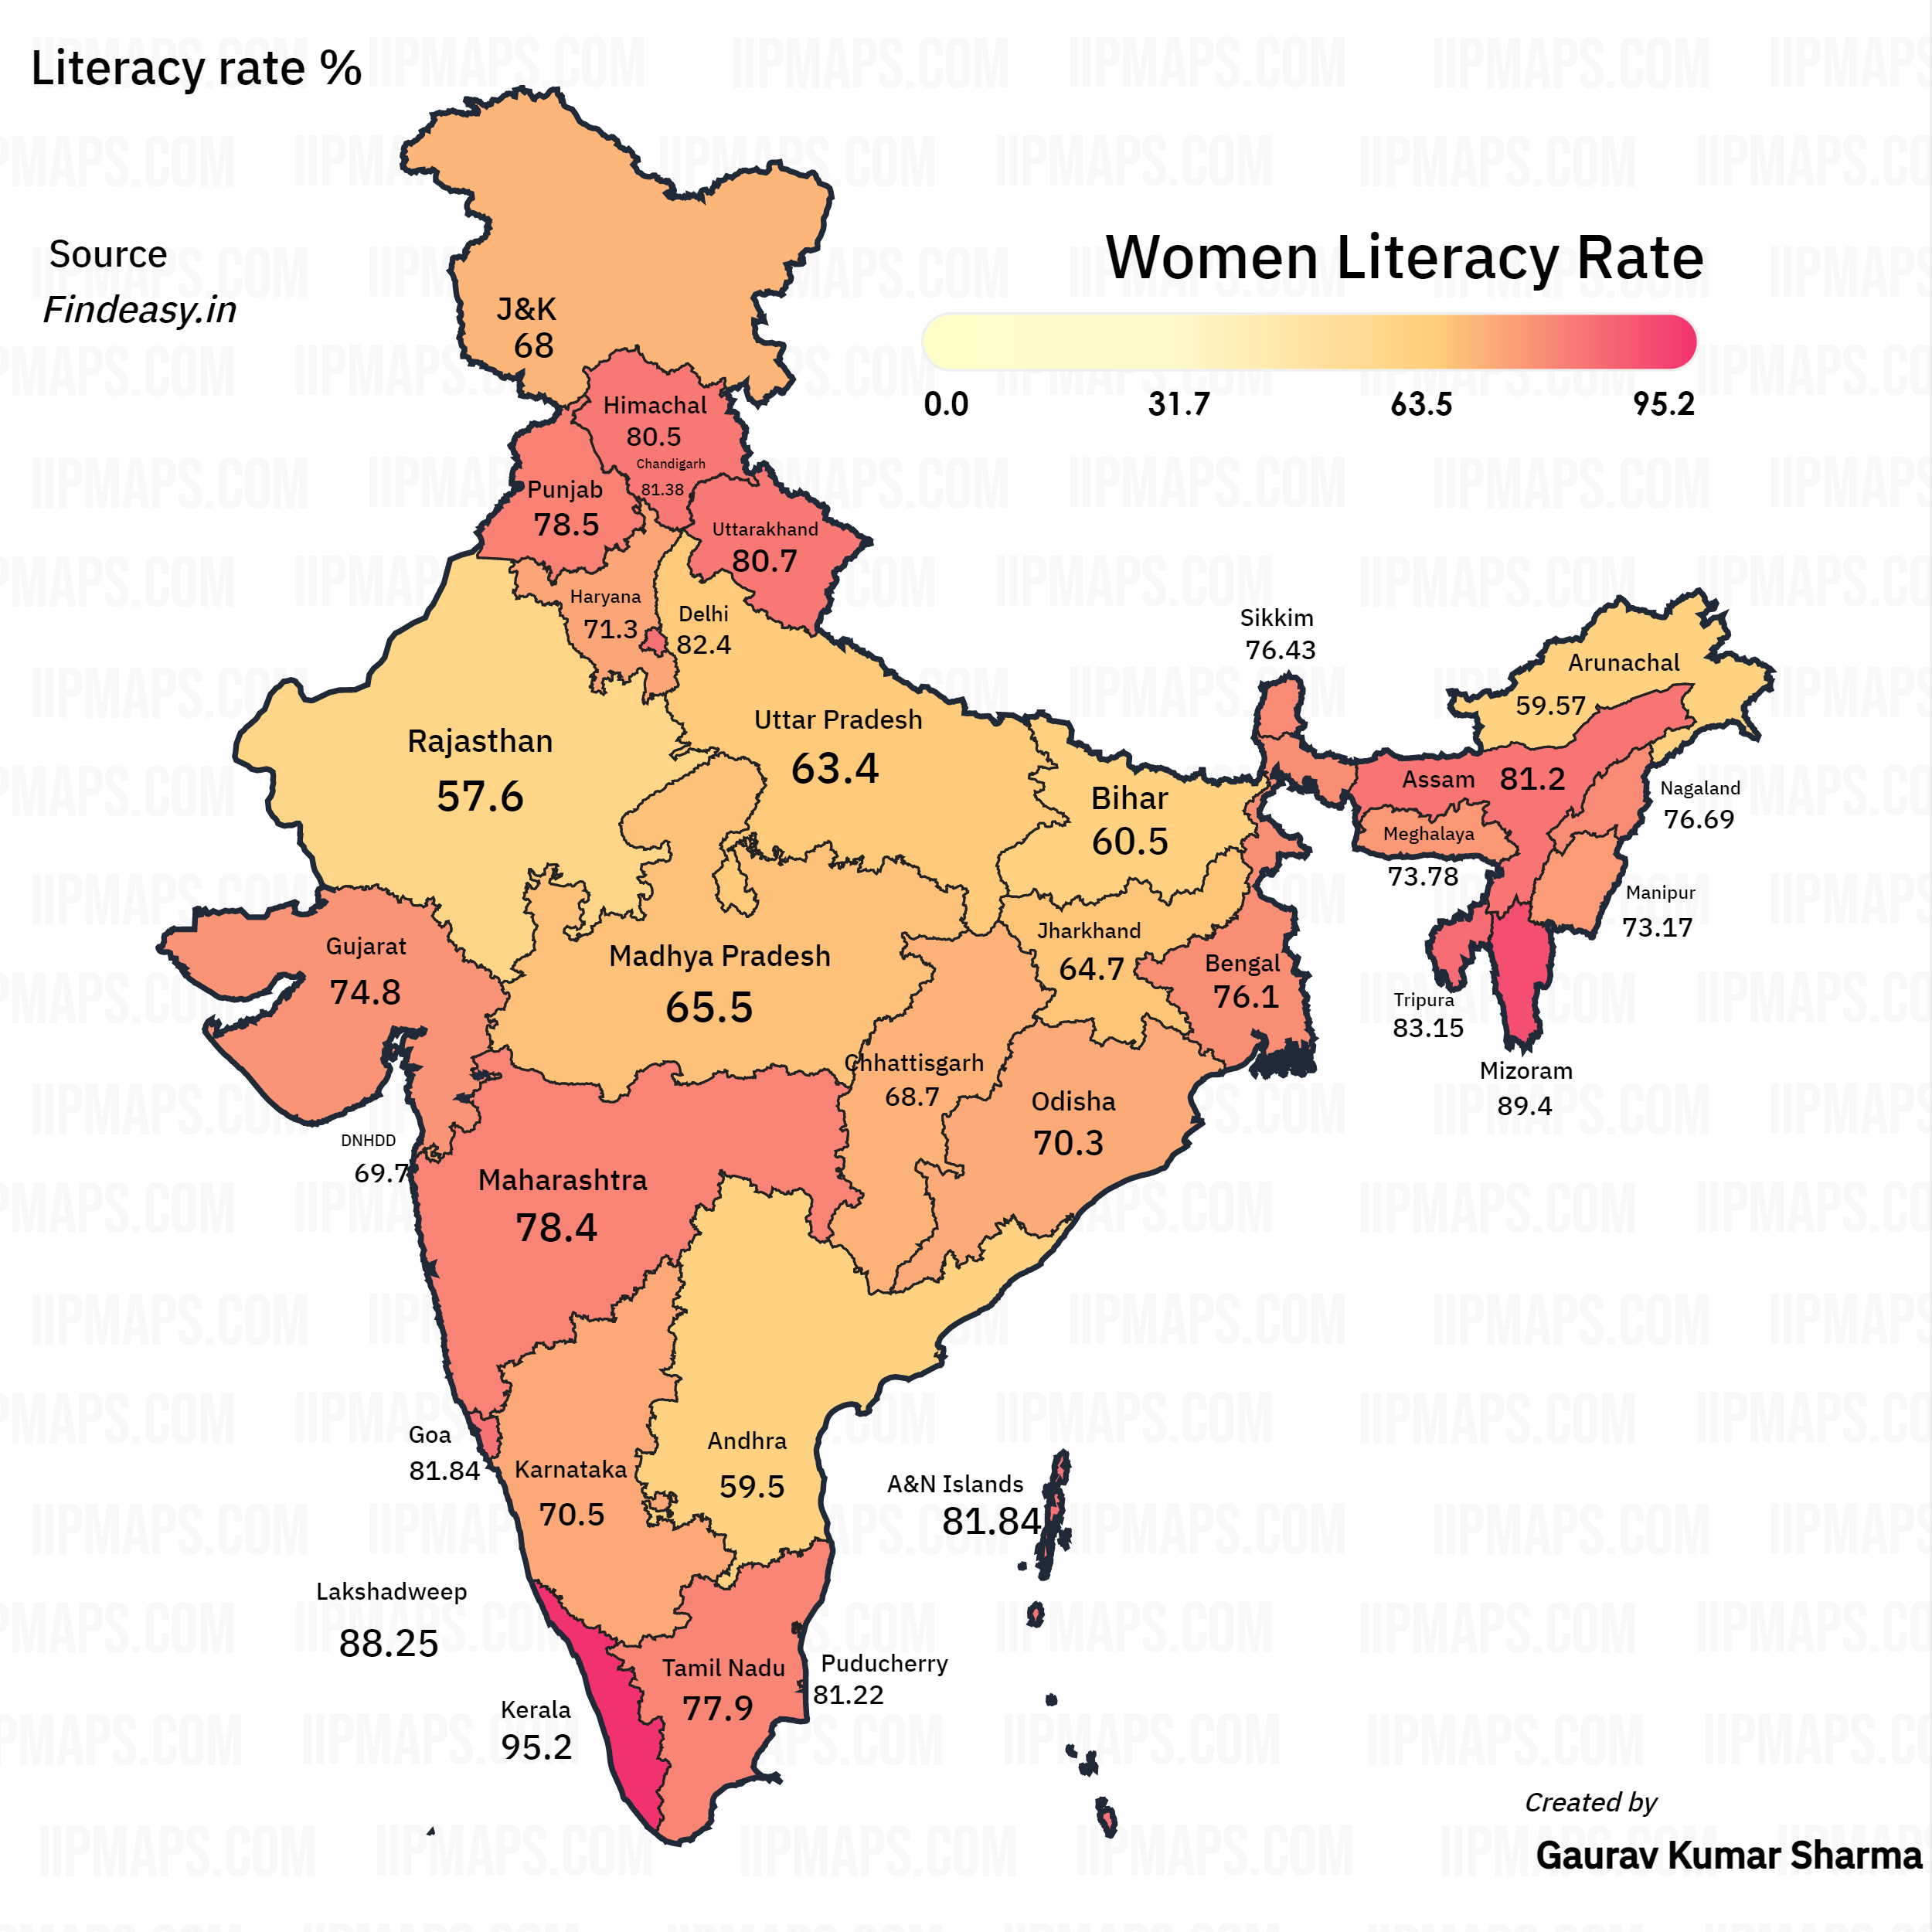 Literacy rate %
Source
Findeasy.in
Women Literacy Rate
0.0 31.7 63.5 95.2
J&K
68
Himachal
80.5
Chandigarh
81.38
Punjab
78.5
Uttarakhand
80.7
Haryana
71.3
Delhi
82.4
Rajasthan
57.6
Uttar Pradesh
63.4
Bihar
60.5
Sikkim
76.43
Arunachal
59.57
Assam 81.2
Nagaland
76.69
Meghalaya
73.78
Manipur
73.17
Tripura
83.15
Mizoram
89.4
Gujarat
74.8
Madhya Pradesh
65.5
Jharkhand
64.7
Bengal
76.1
Chhattisgarh
68.7
Odisha
70.3
DNHDD
69.7
Maharashtra
78.4
Goa
81.84
Karnataka
70.5
Andhra
59.5
A&N Islands
81.84
Lakshadweep
88.25
Kerala
95.2
Tamil Nadu
77.9
Puducherry
81.22
Created by
Gaurav Kumar Sharma
IIPMAPS.COM